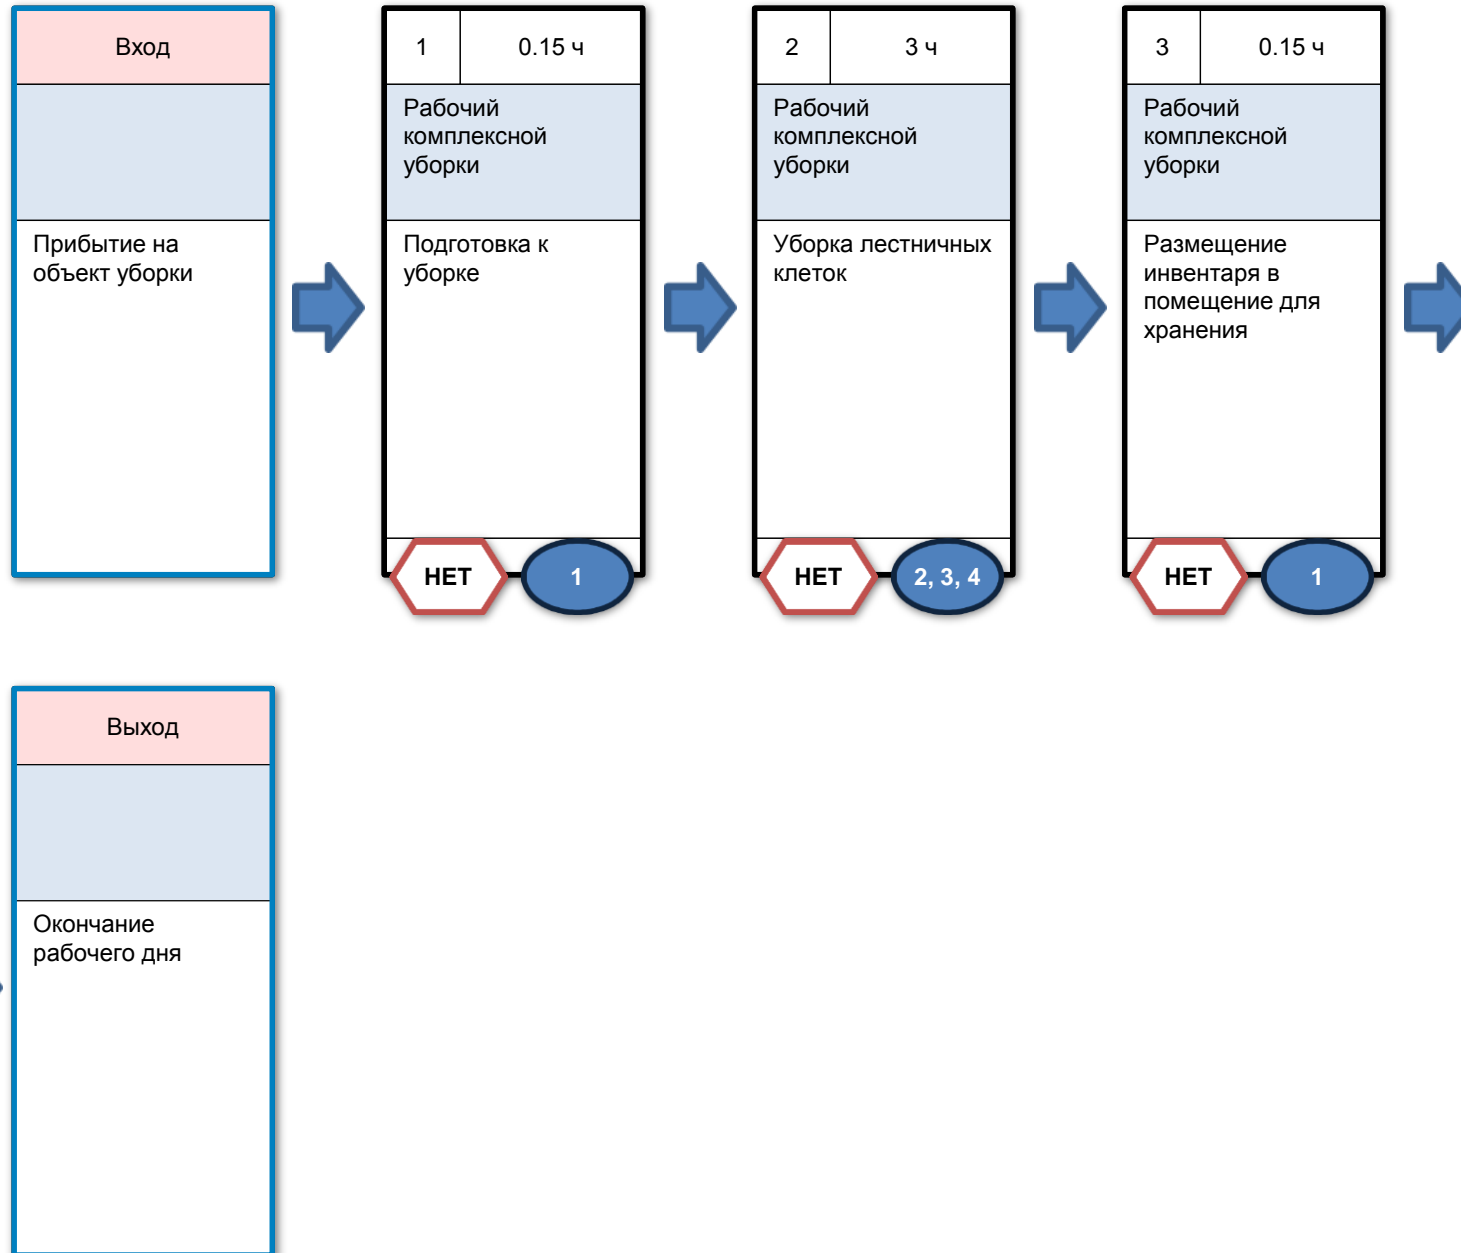 Вход
Прибытие на
объект уборки
1
0.15 ч
Рабочий
комплексной
уборки
Подготовка к
уборке
НЕТ
1
2
3 ч
Рабочий
комплексной
уборки
Уборка лестничных
клеток
НЕТ
2, 3, 4
3
0.15 ч
Рабочий
комплексной
уборки
Размещение
инвентаря в
помещение для
хранения
НЕТ
1
Выход
Окончание
рабочего дня